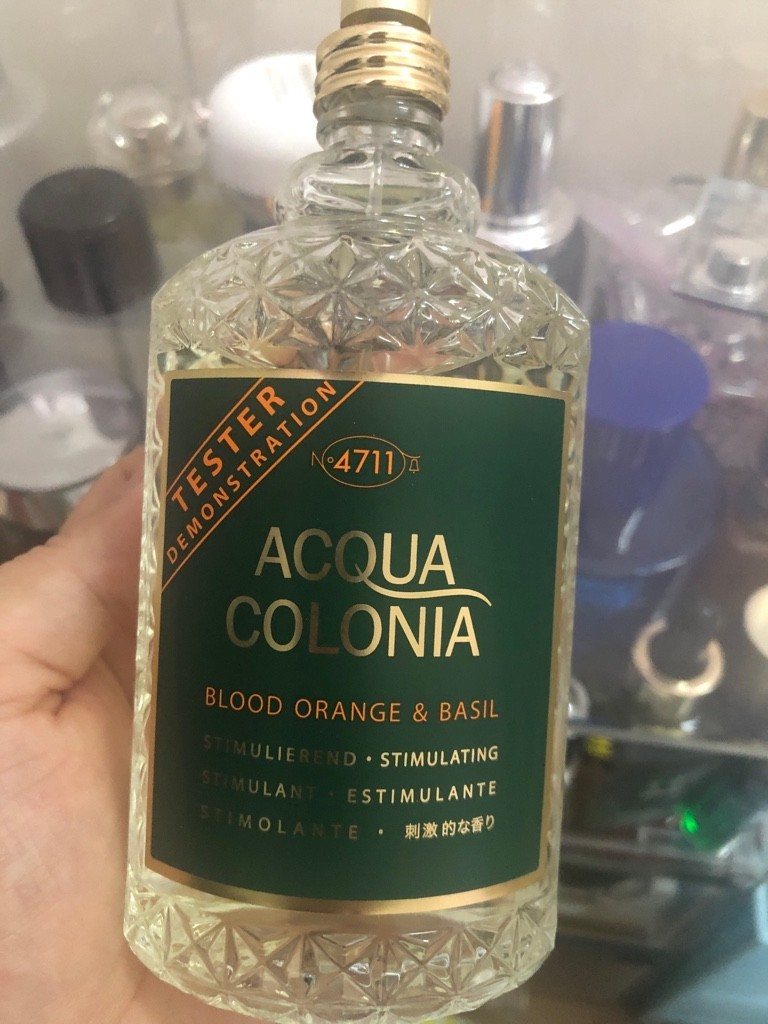 TESTER
DEMONSTRATION
Nº4711
ACQUA
COLONIA
BLOOD ORANGE & BASIL
STIMULIEREND • STIMULATING
STIMULANT • ESTIMULANTE
STIMOLANTE • 刺激的な香り